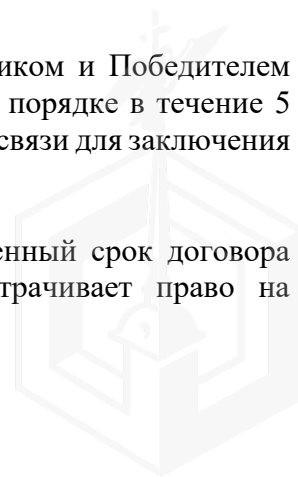 иком и Победителем
порядке в течение 5
связи для заключения
енный срок договора
трачивает право на